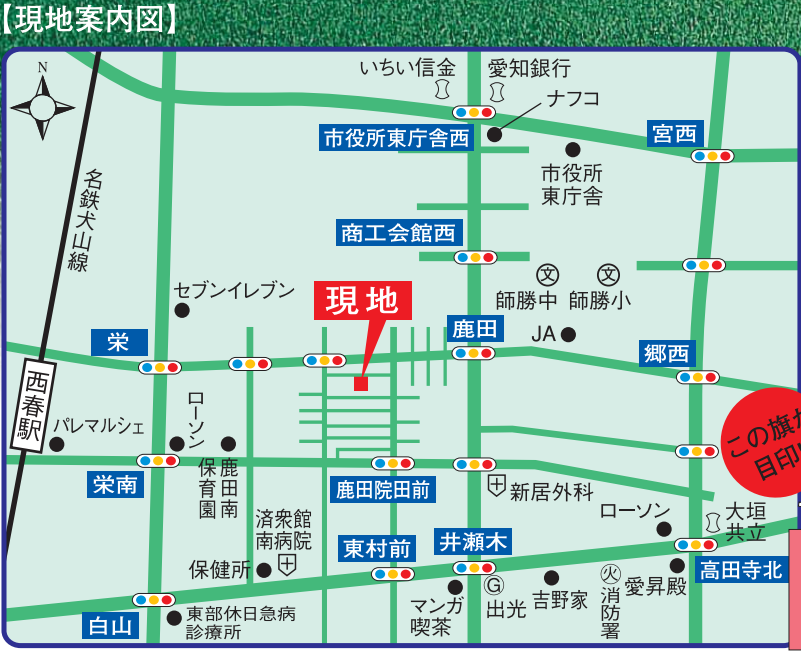 【現地案内図】
N
いちい信金
愛知銀行
ナフコ
市役所東庁舎西
宮西
市役所
東庁舎
名鉄犬山線
商工会館西
文
文
師勝中
師勝小
セブンイレブン
現地
鹿田
JA
栄
郷西
西春駅
ローソン
パレマルシェ
この旗が
目印
栄南
保育園
鹿田南
鹿田院田前
新居外科
ローソン
大垣
共立
済衆館
南病院
東村前
井瀬木
保健所
高田寺北
G
出光
吉野家
火
消防署
愛昇殿
マンガ
喫茶
白山
東部休日急病
診療所